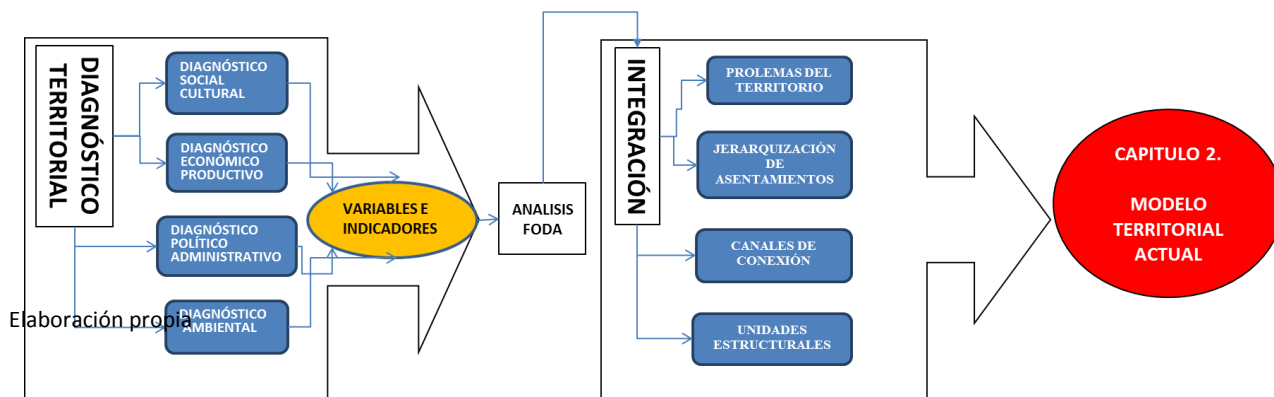 DIAGNÓSTICO
TERRITORIAL
DIAGNÓSTICO
SOCIAL
CULTURAL
DIAGNÓSTICO
ECONÓMICO
PRODUCTIVO
DIAGNÓSTICO
POLÍTICO
ADMINISTRATIVO
DIAGNÓSTICO
AMBIENTAL
Elaboración propia
VARIABLES E
INDICADORES
ANALISIS
FODA
INTEGRACIÓN
PROLEMAS DEL
TERRITORIO
JERARQUIZACIÓN
DE
ASENTAMIENTOS
CANALES DE
CONEXIÓN
UNIDADES
ESTRUCTURALES
CAPITULO 2.
MODELO
TERRITORIAL
ACTUAL